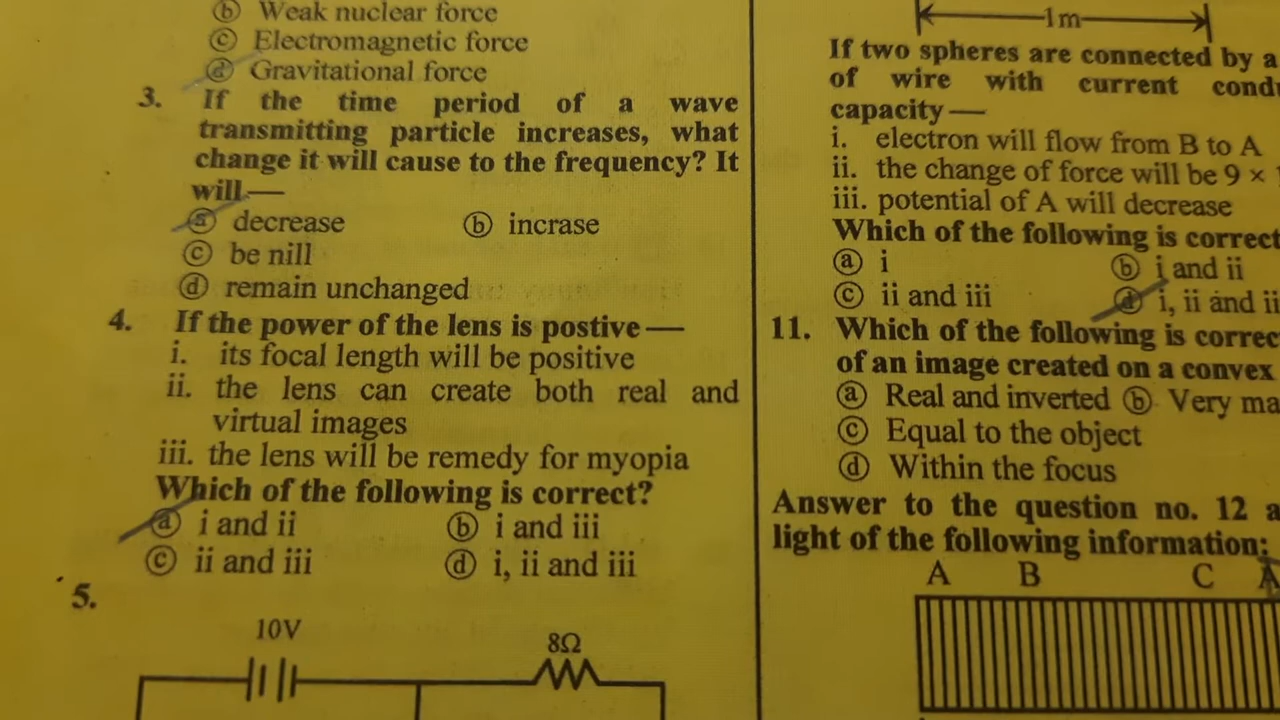 ⓑ Weak nuclear force
ⓒ Electromagnetic force
ⓓ Gravitational force
3. If the time period of a wave
transmitting particle increases, what
change it will cause to the frequency? It
will—
ⓐ decrease ⓑ incrase
ⓒ be nill
ⓓ remain unchanged
4. If the power of the lens is postive—
i. its focal length will be positive
ii. the lens can create both real and
virtual images
iii. the lens will be remedy for myopia
Which of the following is correct?
ⓐ i and ii ⓑ i and iii
ⓒ ii and iii ⓓ i, ii and iii
5.
10V
8Ω
1m
If two spheres are connected by a
of wire with current
capacity—
i. electron will flow from B to A
ii. the change of force will be 9 ×
iii. potential of A will decrease
Which of the following is correct
ⓐ i ⓑ i and ii
ⓒ ii and iii ⓓ i, ii and
11. Which of the following is
of an image created on a convex
ⓐ Real and inverted ⓑ Very
ⓒ Equal to the object
ⓓ Within the focus
Answer to the question no. 12
light of the following information:
A B C